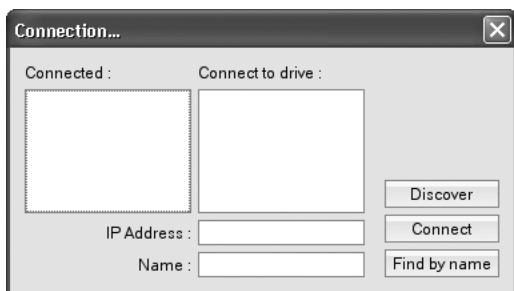 Connection...
Connected :
Connect to drive :
Discover
IP Address :
Connect
Name :
Find by name